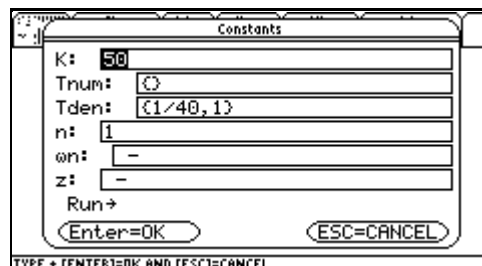 Constants
K: 50
Tnum: {}
Tden: {1/40,1}
n: 1
ωn: -
z: -
Run→
Enter=OK ESC=CANCEL
TYPE + [ENTER]=OK AND [ESC]=CANCEL